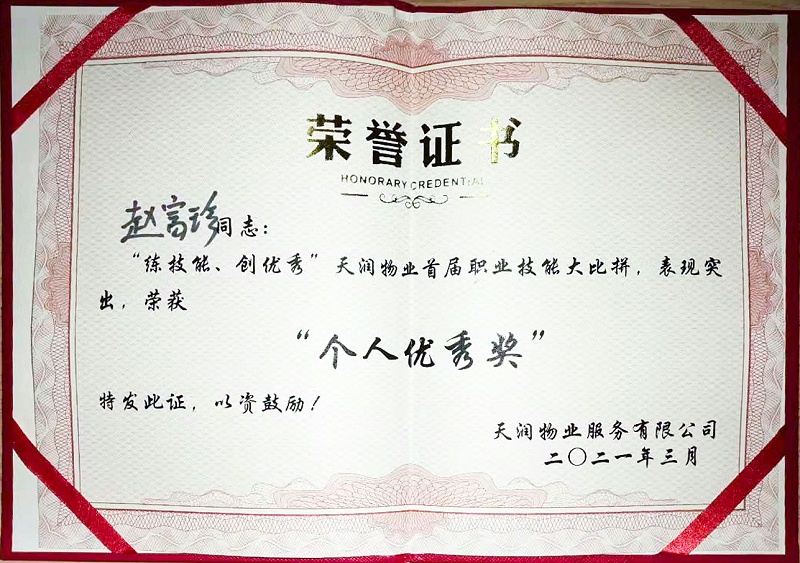 荣誉证书
HONORARY CREDENTIAL
赵富珍同志：
“练技能、创优秀”天润物业首届职业技能大比拼，表现突
出，荣获
“个人优秀奖”
特发此证，以资鼓励！
天润物业服务有限公司
二〇二一年三月